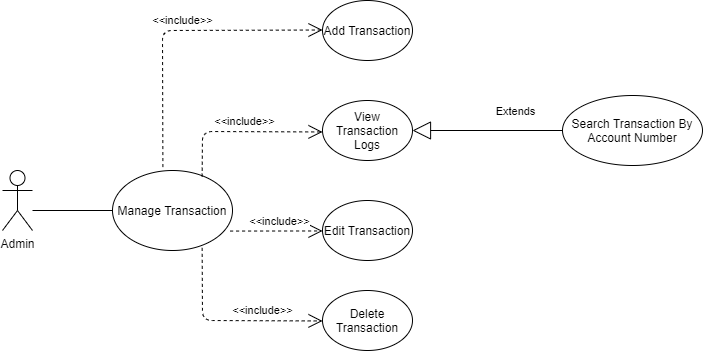 <<include>>
Add Transaction
<<include>>
View
Transaction
Logs
Extends
Search Transaction By
Account Number
Admin
Manage Transaction
<<include>>
Edit Transaction
<<include>>
Delete
Transaction